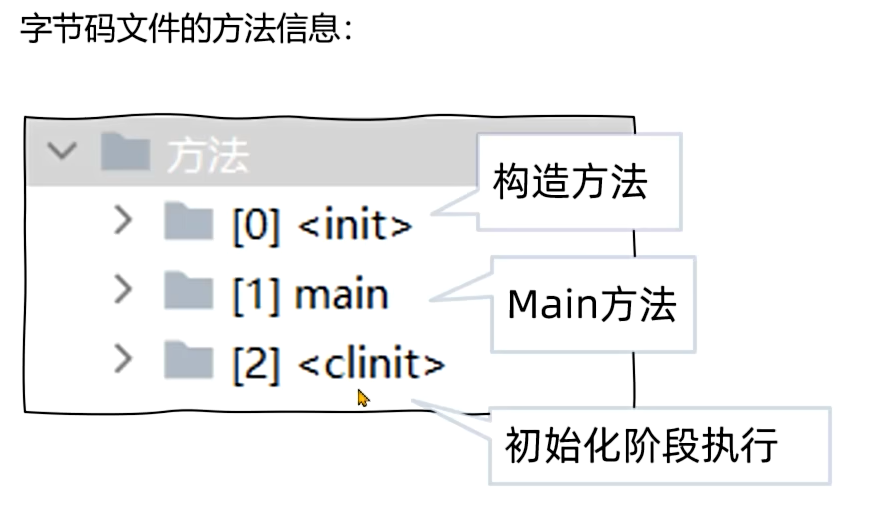 字节码文件的方法信息：
方法
构造方法
[0] <init>
[1] main
Main方法
[2] <clinit>
初始化阶段执行